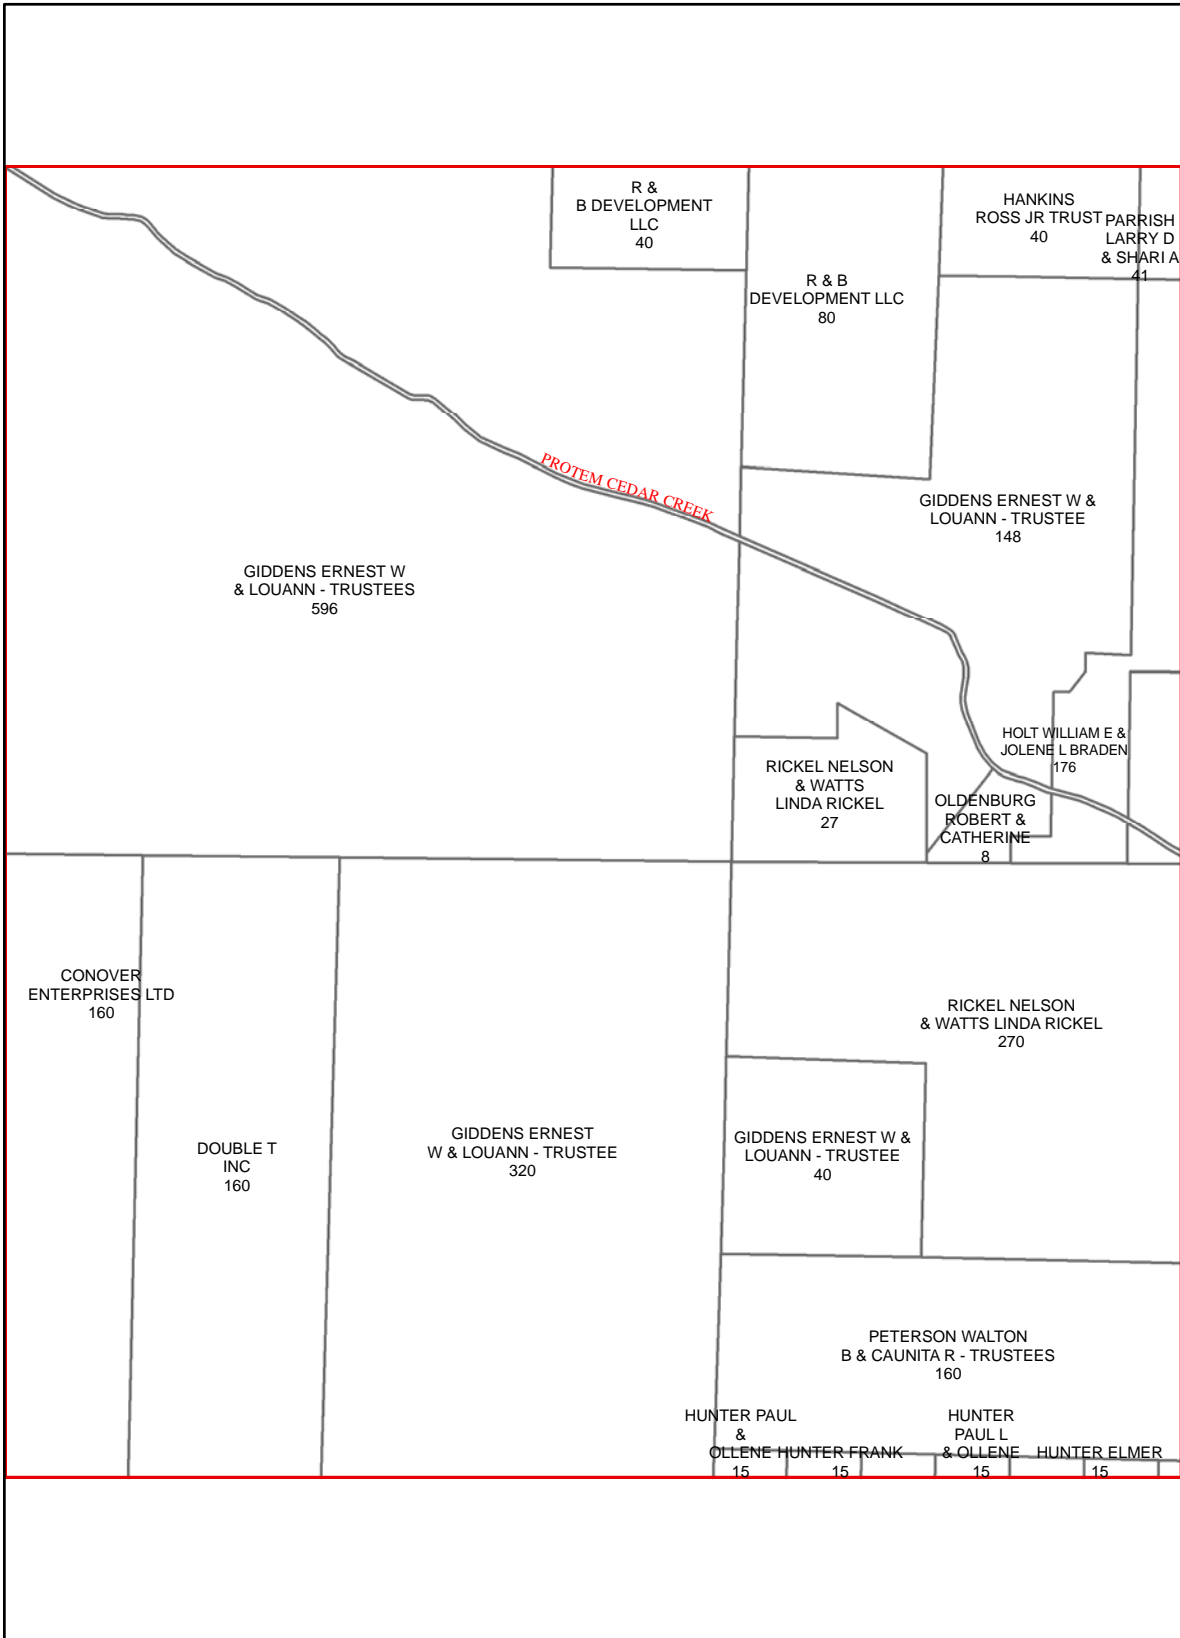 R &
B DEVELOPMENT
LLC
40
HANKINS
ROSS JR TRUST
40
PARRISH
LARRY D
& SHARI A
41
R & B
DEVELOPMENT LLC
80
PROTEM CEDAR CREEK
GIDDENS ERNEST W &
LOUANN - TRUSTEE
148
GIDDENS ERNEST W
& LOUANN - TRUSTEES
596
HOLT WILLIAM E &
JOLENE L BRADEN
176
RICKEL NELSON
& WATTS
LINDA RICKEL
27
OLDENBURG
ROBERT &
CATHERINE
8
CONOVER
ENTERPRISES LTD
160
RICKEL NELSON
& WATTS LINDA RICKEL
270
DOUBLE T
INC
160
GIDDENS ERNEST
W & LOUANN - TRUSTEE
320
GIDDENS ERNEST W &
LOUANN - TRUSTEE
40
PETERSON WALTON
B & CAUNITA R - TRUSTEES
160
HUNTER PAUL
&
OLLENE
15
HUNTER FRANK
15
HUNTER
PAUL L
& OLLENE
15
HUNTER ELMER
15